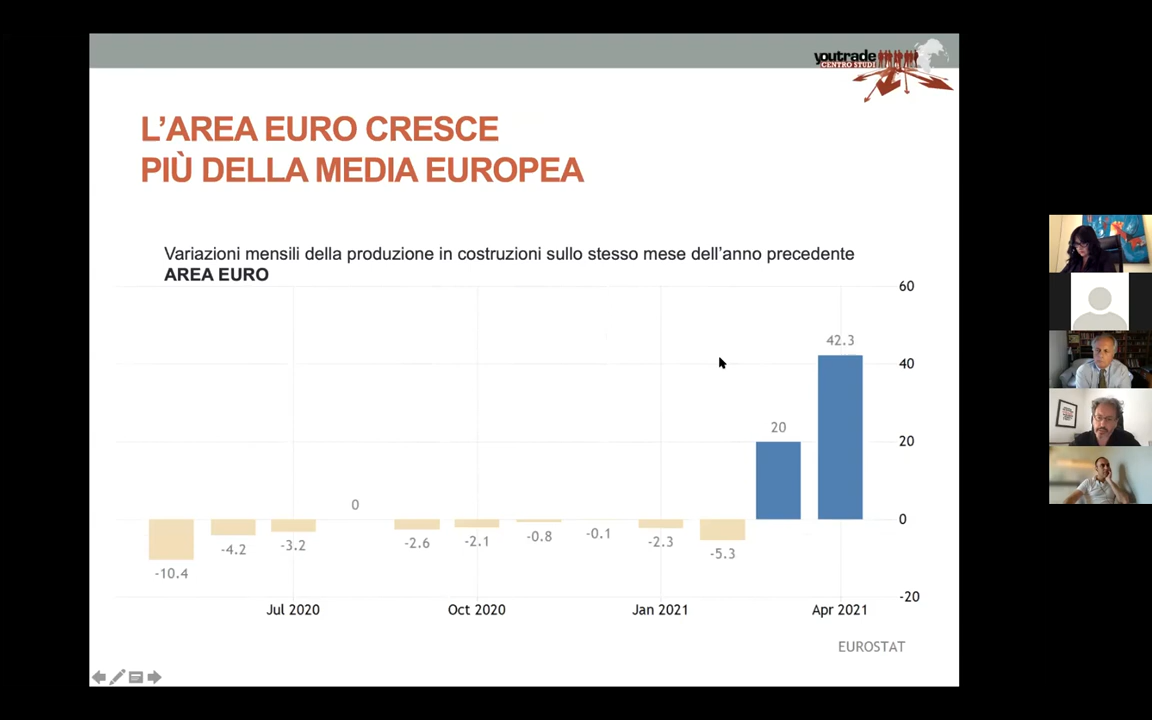 youtrade
CENTRO STUDI
L’AREA EURO CRESCE
PIÙ DELLA MEDIA EUROPEA
Variazioni mensili della produzione in costruzioni sullo stesso mese dell’anno precedente
AREA EURO
60
42.3
40
20
20
0
0
-10.4
-4.2
-3.2
-2.6
-2.1
-0.8
-0.1
-2.3
-5.3
-20
Jul 2020
Oct 2020
Jan 2021
Apr 2021
EUROSTAT